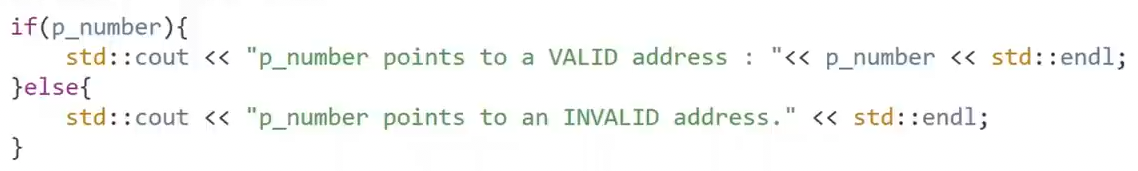 if(p_number){
    std::cout << "p_number points to a VALID address : "<< p_number << std::endl;
}else{
    std::cout << "p_number points to an INVALID address." << std::endl;
}